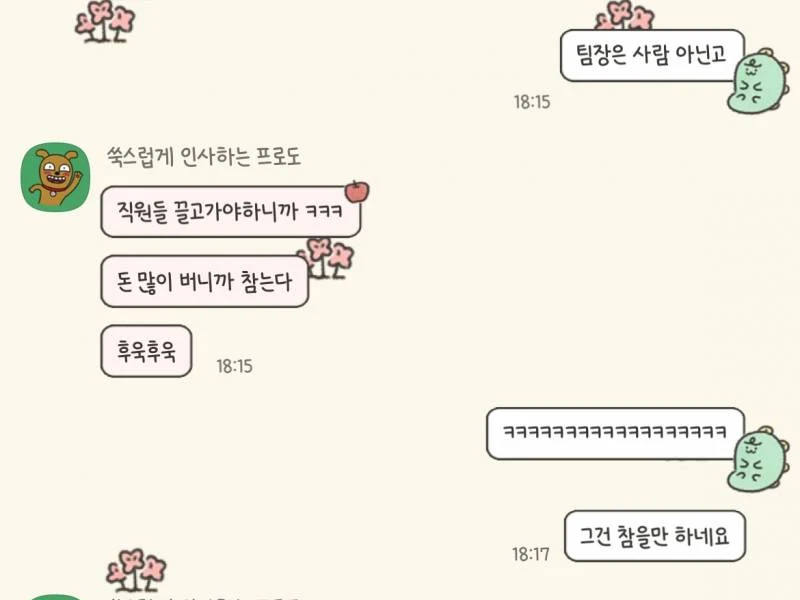 팀장은 사람 아닌고
18:15
쑥스럽게 인사하는 프로도
직원들 끌고가야하니까 ㅋㅋㅋ
돈 많이 버니까 참는다
후욱후욱
18:15
ㅋㅋㅋㅋㅋㅋㅋㅋㅋㅋㅋㅋㅋㅋㅋㅋㅋㅋ
그건 참을만 하네요
18:17